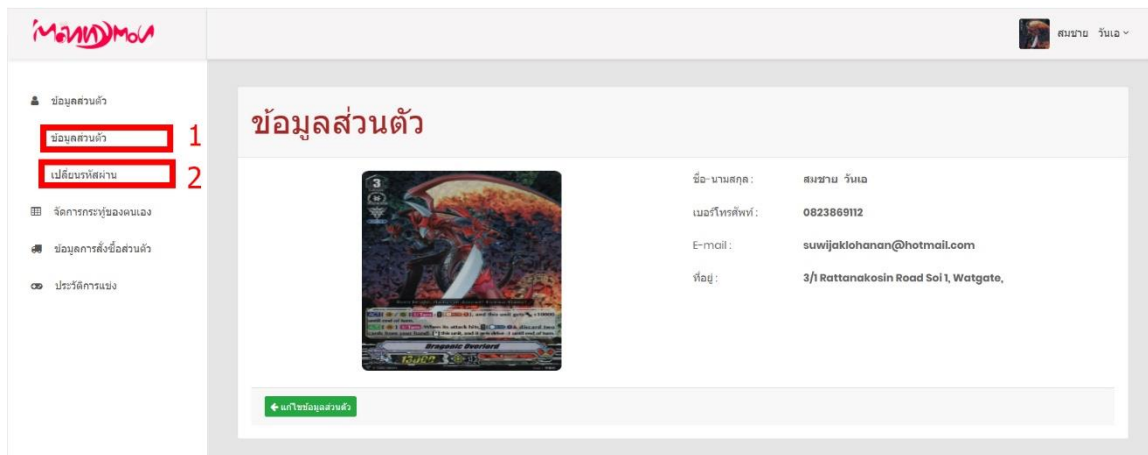 สมชาย วันเอ
ข้อมูลส่วนตัว
ข้อมูลส่วนตัว
1
เปลี่ยนรหัสผ่าน
2
จัดการกระทู้ของตนเอง
ข้อมูลการสั่งซื้อส่วนตัว
ประวัติการแข่ง
ข้อมูลส่วนตัว
3
Dragonic Overlord
ชื่อ-นามสกุล : สมชาย วันเอ
เบอร์โทรศัพท์ : 0823869112
E-mail : suwijaklohanan@hotmail.com
ที่อยู่ : 3/1 Rattanakosin Road Soi 1, Watgate,
แก้ไขข้อมูลส่วนตัว